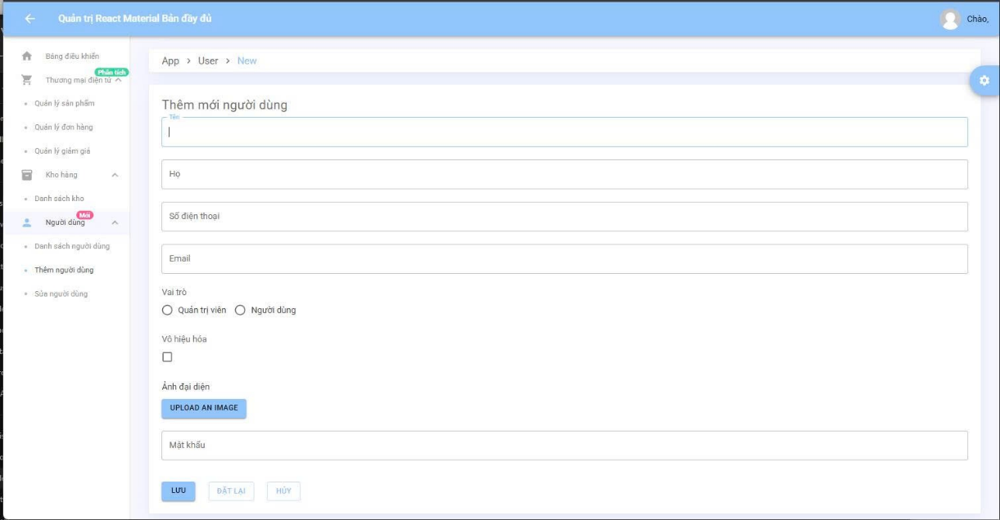 Quản trị React Material Bản đầy đủ
Chào,
Bảng điều khiển
Phân tích
Thương mại điện tử
Quản lý sản phẩm
Quản lý đơn hàng
Quản lý giảm giá
Kho hàng
Danh sách kho
Mới
Người dùng
Danh sách người dùng
Thêm người dùng
Sửa người dùng
App > User > New
Thêm mới người dùng
Tên
Họ
Số điện thoại
Email
Vai trò
Quản trị viên Người dùng
Vô hiệu hóa
Ảnh đại diện
UPLOAD AN IMAGE
Mật khẩu
LƯU ĐẶT LẠI HỦY